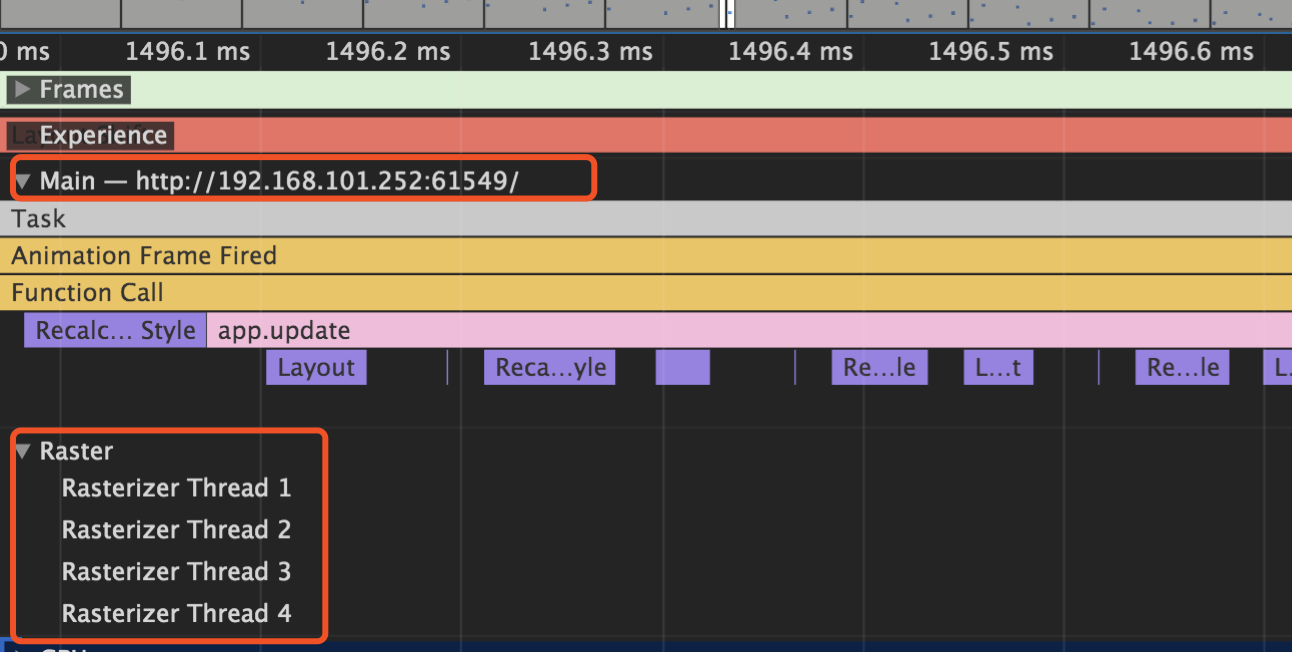 0 ms 1496.1 ms 1496.2 ms 1496.3 ms 1496.4 ms 1496.5 ms 1496.6 ms
Frames
Experience
Main — http://192.168.101.252:61549/
Task
Animation Frame Fired
Function Call
Recalc... Style app.update
Layout Reca...yle Re...le L...t Re...le L.
Raster
Rasterizer Thread 1
Rasterizer Thread 2
Rasterizer Thread 3
Rasterizer Thread 4